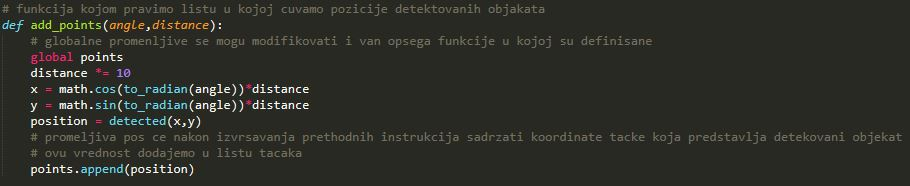 # funkcija kojom pravimo listu u kojoj cuvamo pozicije detektovanih objakata
def add_points(angle,distance):
    # globalne promenljive se mogu modifikovati i van opsega funkcije u kojoj su definisane
    global points
    distance *= 10
    x = math.cos(to_radian(angle))*distance
    y = math.sin(to_radian(angle))*distance
    position = detected(x,y)
    # promeljiva pos ce nakon izvrsavanja prethodnih instrukcija sadrzati koordinate tacke koja predstavlja detekovani objekat
    # ovu vrednost dodajemo u listu tacaka
    points.append(position)